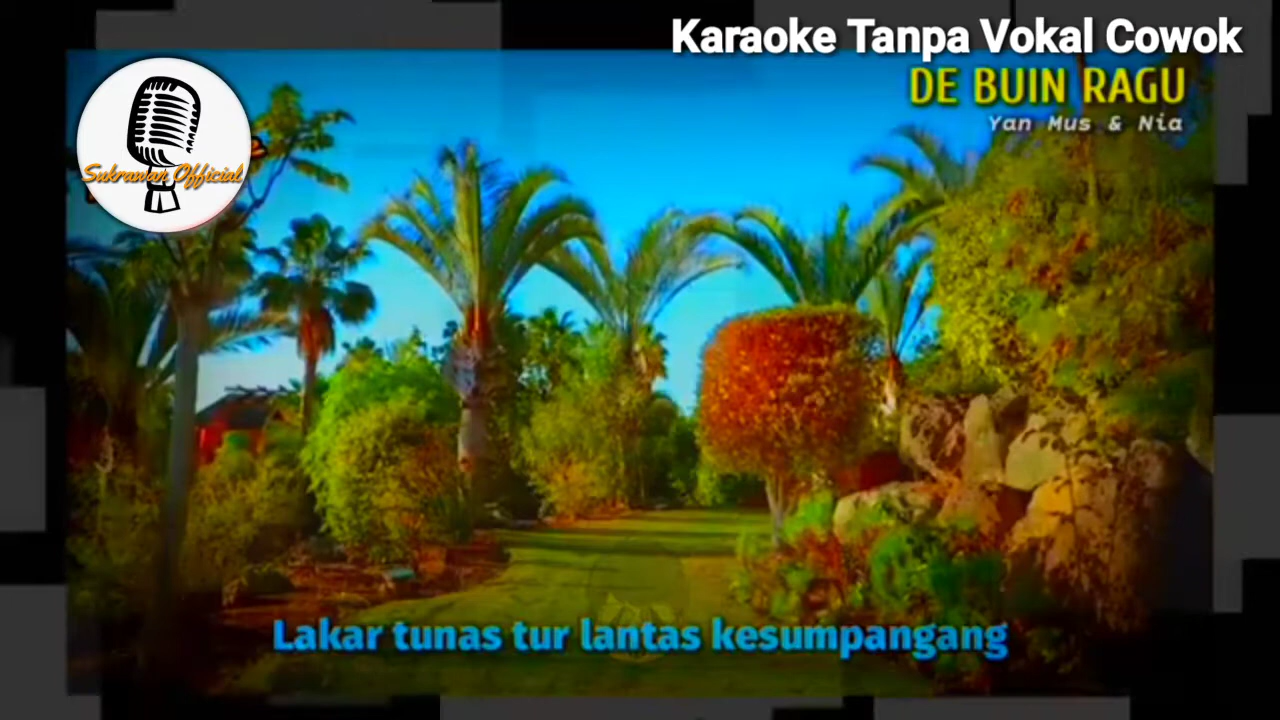 Karaoke Tanpa Vokal Cowok
DE BUIN RAGU
Yan Mus & Nia
Sukrawan Official
Lakar tunas tur lantas kesumpangang